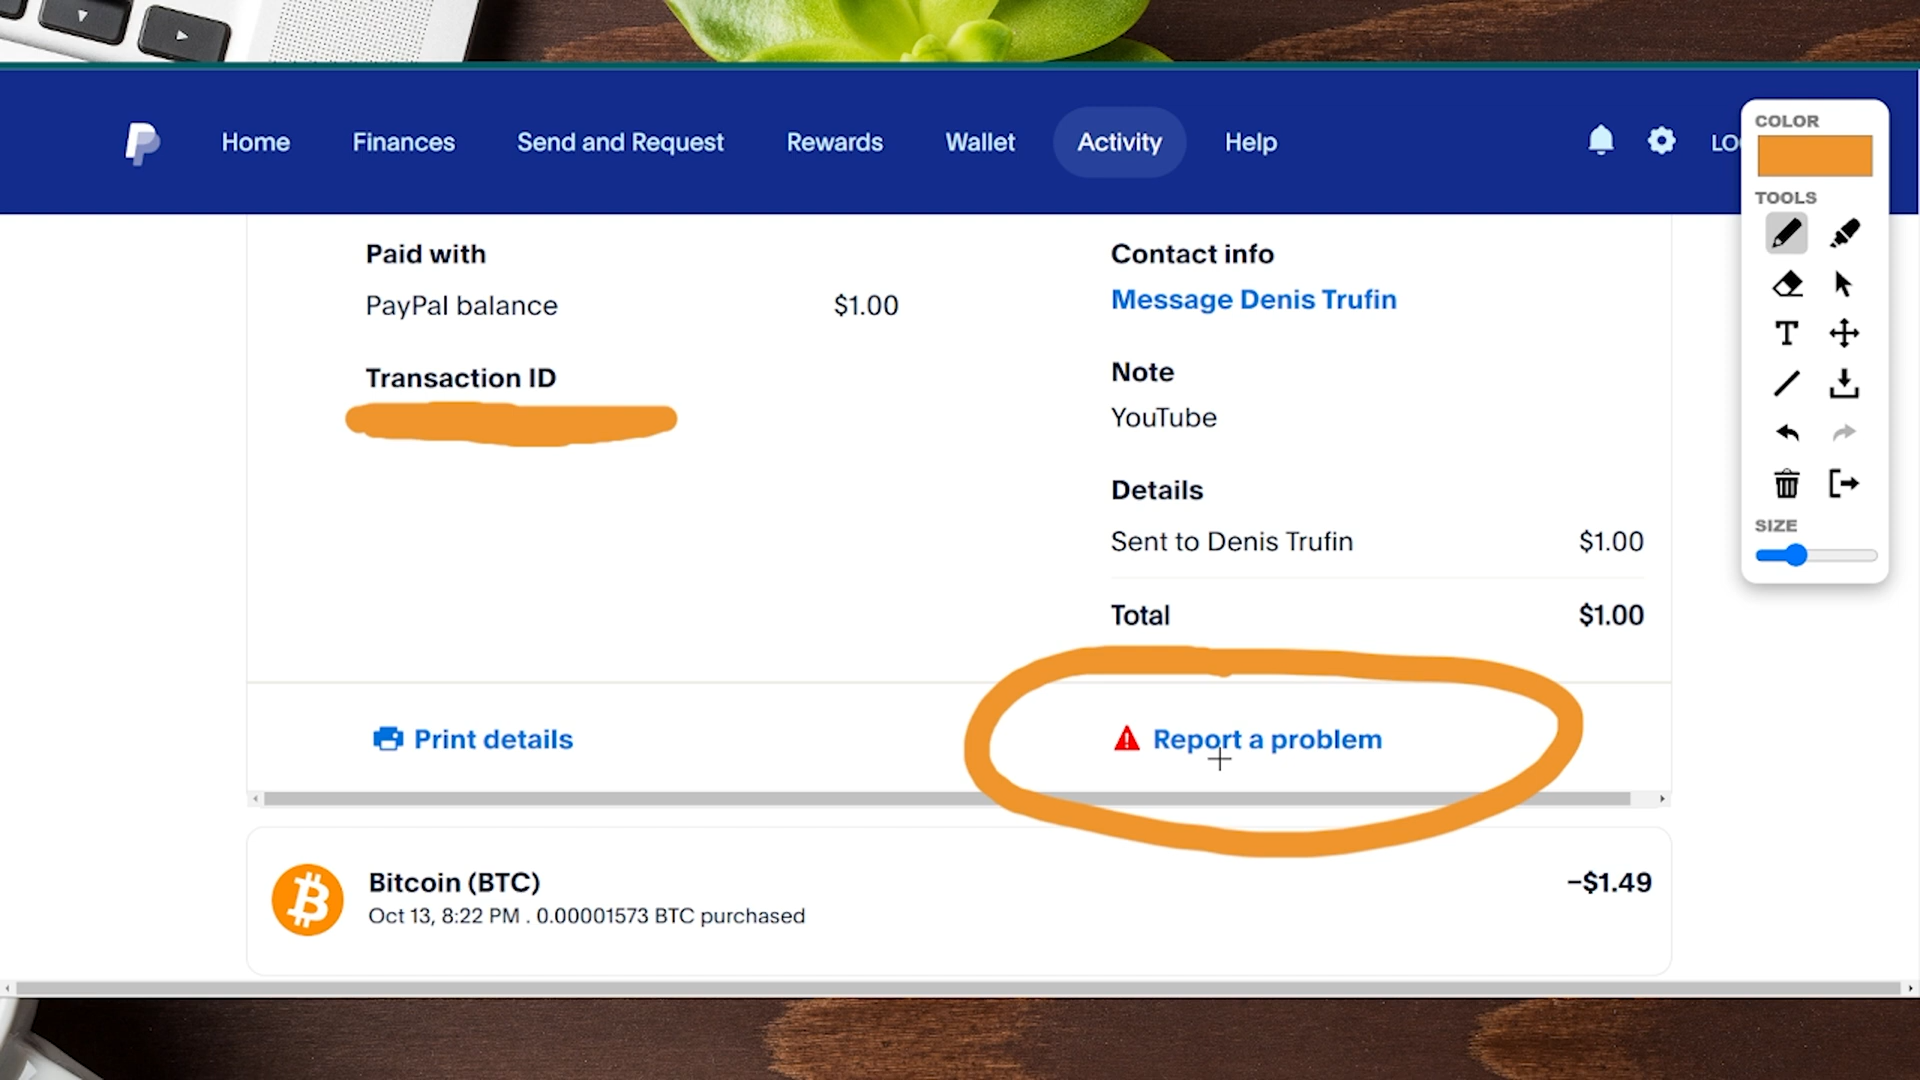 Home Finances Send and Request Rewards Wallet Activity Help
COLOR
TOOLS
SIZE
Paid with
PayPal balance $1.00
Transaction ID
Contact info
Message Denis Trufin
Note
YouTube
Details
Sent to Denis Trufin $1.00
Total $1.00
Print details
Report a problem
Bitcoin (BTC) −$1.49
Oct 13, 8:22 PM . 0.00001573 BTC purchased